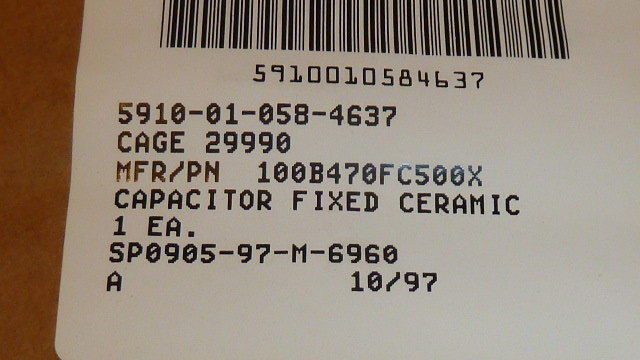 5910010584637
5910-01-058-4637
CAGE 29990
MFR/PN 100B470FC500X
CAPACITOR FIXED CERAMIC
1 EA.
SP0905-97-M-6960
A 10/97